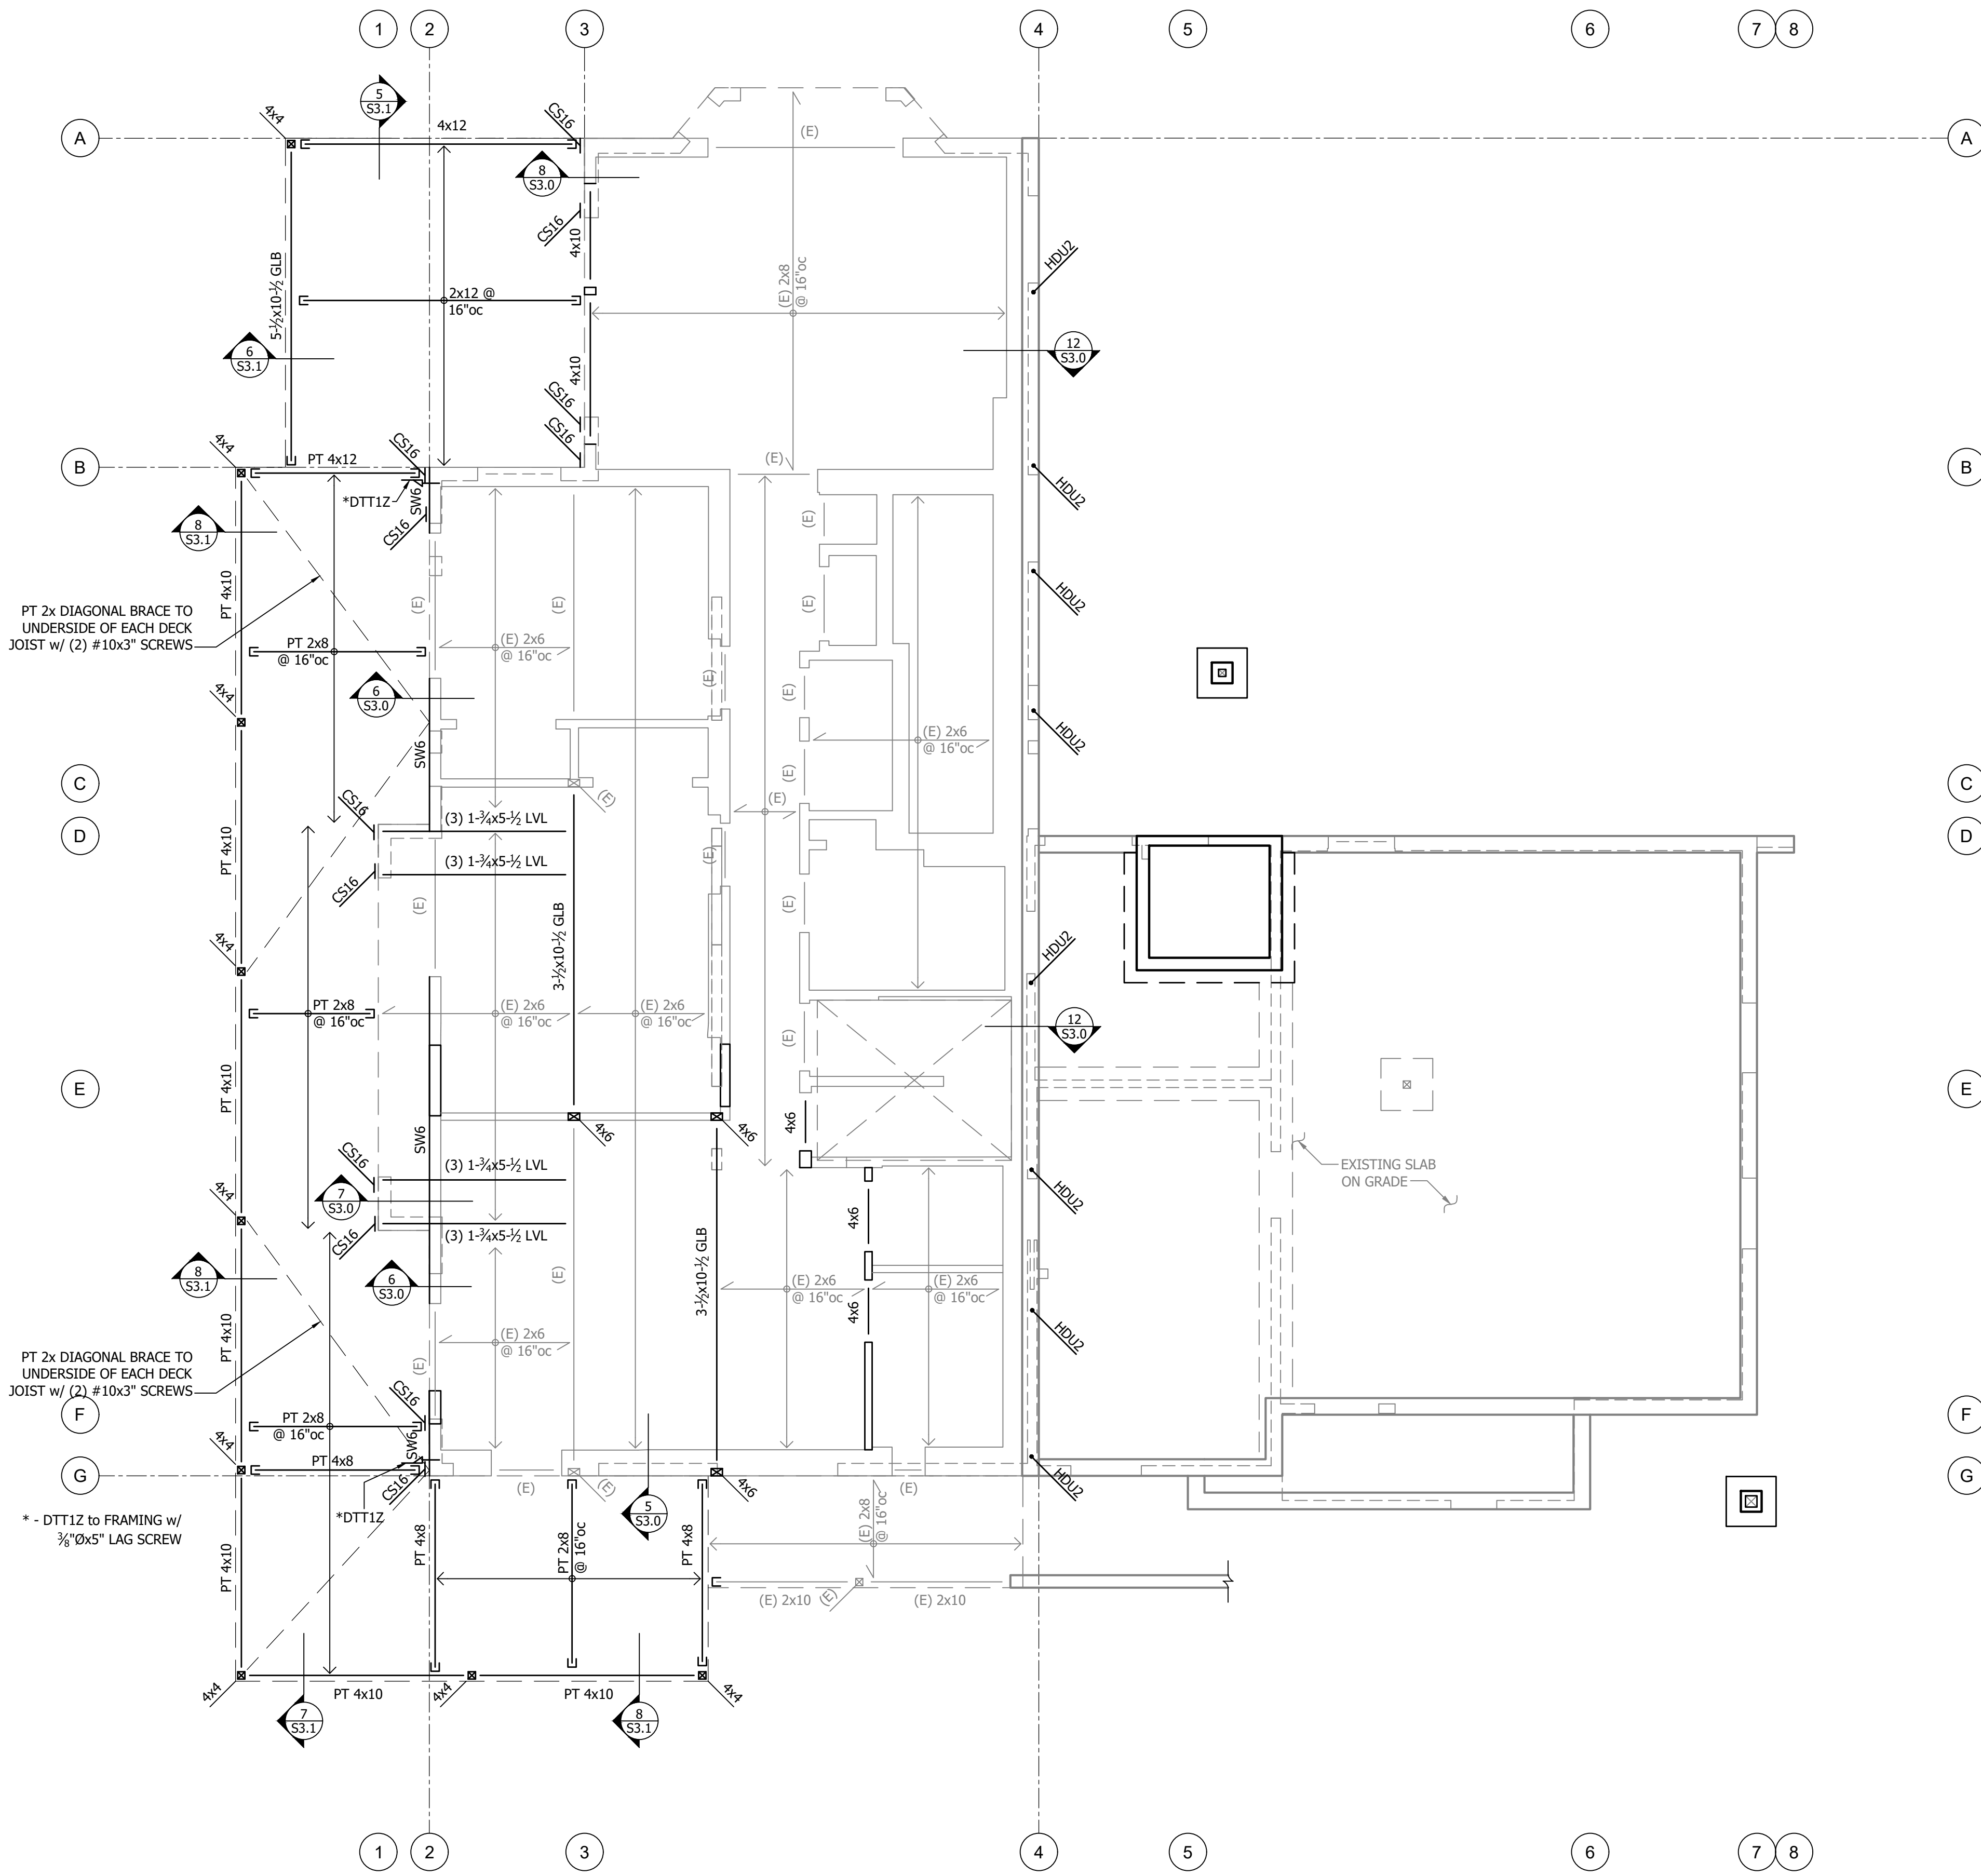 1
2
3
4
5
6
7
8
5
S3.1
4x4
4x12
CS16
A
A
(E)
8
S3.0
CS16
4x10
HDU2
5-½x10-½ GLB
2x12 @
16"oc
(E) 2x8
@ 16"oc
6
S3.1
4x10
12
S3.0
CS16
CS16
4x4
PT 4x12
CS16
B
B
(E)
*DTT1Z
SW6
CS16
HDU2
8
S3.1
(E)
PT 4x10
(E)
(E)
(E)
HDU2
PT 2x DIAGONAL BRACE TO
UNDERSIDE OF EACH DECK
JOIST w/ (2) #10x3" SCREWS
PT 2x8
@ 16"oc
(E) 2x6
@ 16"oc
(E)
(E)
4x4
6
S3.0
SW6
(E) 2x6
@ 16"oc
HDU2
C
C
(E)
(E)
(E)
CS16
(3) 1-¾x5-½ LVL
D
D
PT 4x10
(3) 1-¾x5-½ LVL
(E)
CS16
(E)
(E)
4x4
3-½x10-½ GLB
HDU2
PT 2x8
@ 16"oc
(E) 2x6
@ 16"oc
(E) 2x6
@ 16"oc
(E)
12
S3.0
PT 4x10
E
E
SW6
4x6
4x6
4x6
CS16
(3) 1-¾x5-½ LVL
EXISTING SLAB
ON GRADE
4x4
7
S3.0
HDU2
CS16
(3) 1-¾x5-½ LVL
4x6
8
S3.1
6
S3.0
(E)
3-½x10-½ GLB
(E) 2x6
@ 16"oc
(E) 2x6
@ 16"oc
4x6
HDU2
PT 4x10
(E) 2x6
@ 16"oc
(E)
PT 2x DIAGONAL BRACE TO
UNDERSIDE OF EACH DECK
JOIST w/ (2) #10x3" SCREWS
CS16
F
F
PT 2x8
@ 16"oc
SW6
4x4
PT 4x8
G
G
CS16
(E)
(E)
4x6
(E)
HDU2
* - DTT1Z to FRAMING w/
⅜"Øx5" LAG SCREW
*DTT1Z
5
S3.0
PT 4x10
PT 4x8
PT 2x8
@ 16"oc
PT 4x8
(E) 2x8
@ 16"oc
(E) 2x10
(E)
(E) 2x10
4x4
PT 4x10
4x4
PT 4x10
4x4
7
S3.1
8
S3.1
1
2
3
4
5
6
7
8